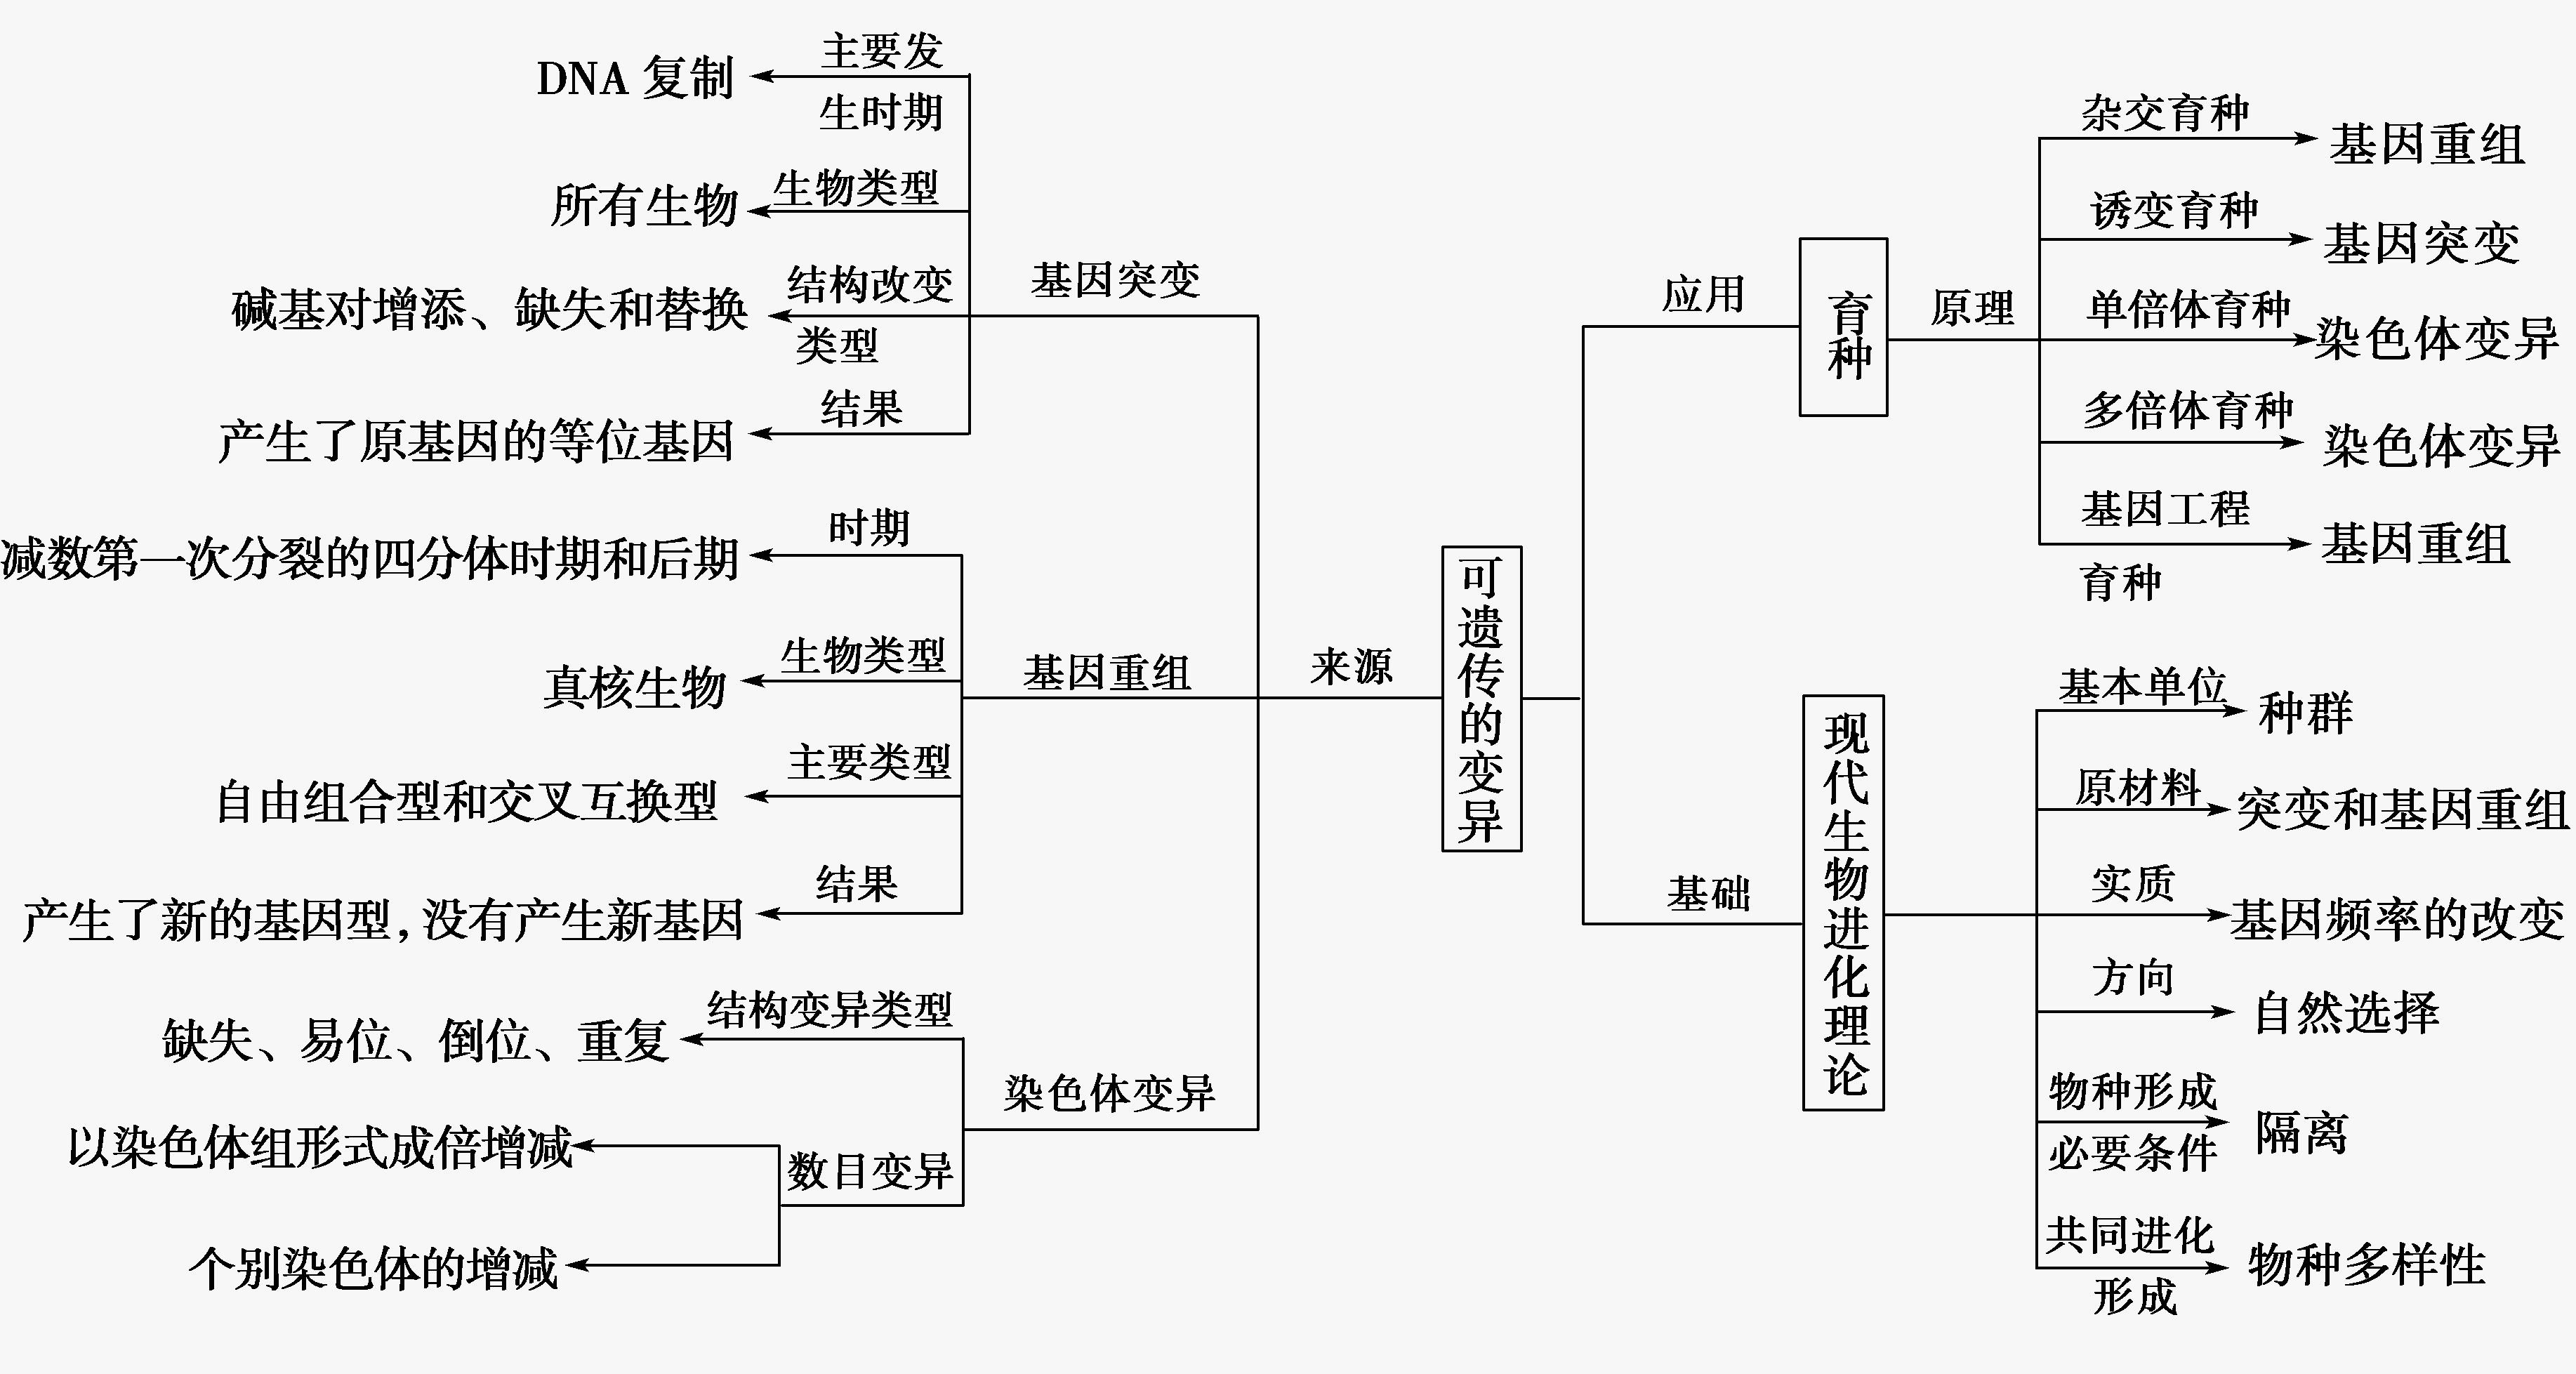 主要发
DNA 复制
生时期
生物类型
所有生物
结构改变
碱基对增添、缺失和替换
类型
结果
产生了原基因的等位基因
基因突变
时期
减数第一次分裂的四分体时期和后期
生物类型
真核生物
主要类型
自由组合型和交叉互换型
结果
产生了新的基因型,没有产生新基因
基因重组
结构变异类型
缺失、易位、倒位、重复
染色体变异
以染色体组形式成倍增减
数目变异
个别染色体的增减
来源
可遗传的变异
应用
育种
原理
杂交育种
基因重组
诱变育种
基因突变
单倍体育种
染色体变异
多倍体育种
染色体变异
基因工程
基因重组
育种
基础
现代生物进化理论
基本单位
种群
原材料
突变和基因重组
实质
基因频率的改变
方向
自然选择
物种形成
隔离
必要条件
共同进化
物种多样性
形成